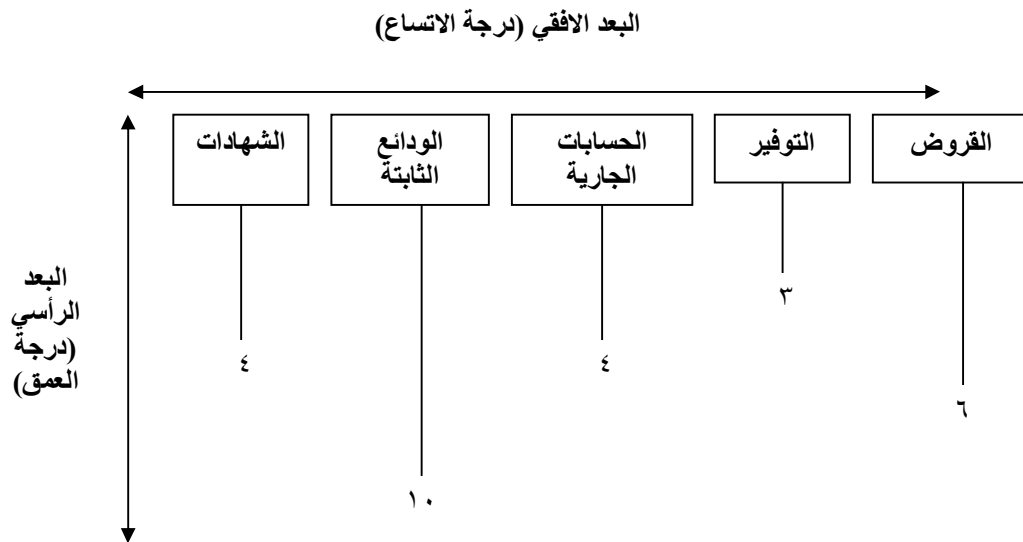 البعد الافقي (درجة الاتساع)
القروض
التوفير
الحسابات
الجارية
الودائع
الثابتة
الشهادات
البعد
الرأسي
(درجة
العمق)
٣
٤
٤
٦
١٠